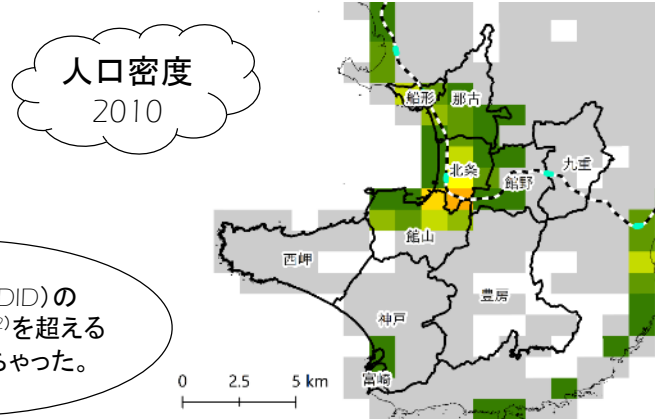 人口密度
2010
船形
那古
北条
館野
九重
館山
西岬
豊房
神戸
富崎
DID)の
²⁾を超える
ちゃった。
0 2.5 5 km